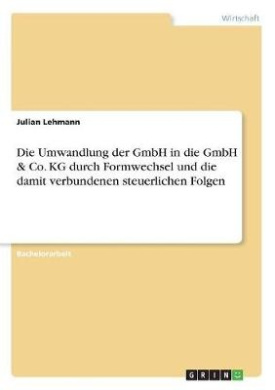 Wirtschaft
Julian Lehmann
Die Umwandlung der GmbH in die GmbH
& Co. KG durch Formwechsel und die
damit verbundenen steuerlichen Folgen
Bachelorarbeit
GRIN